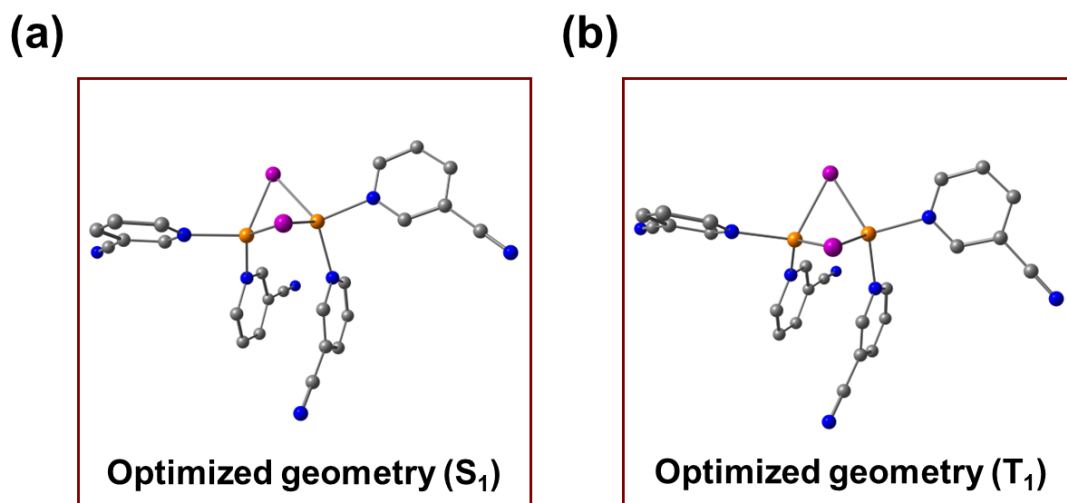 (a)
(b)
Optimized geometry (S₁)
Optimized geometry (T₁)